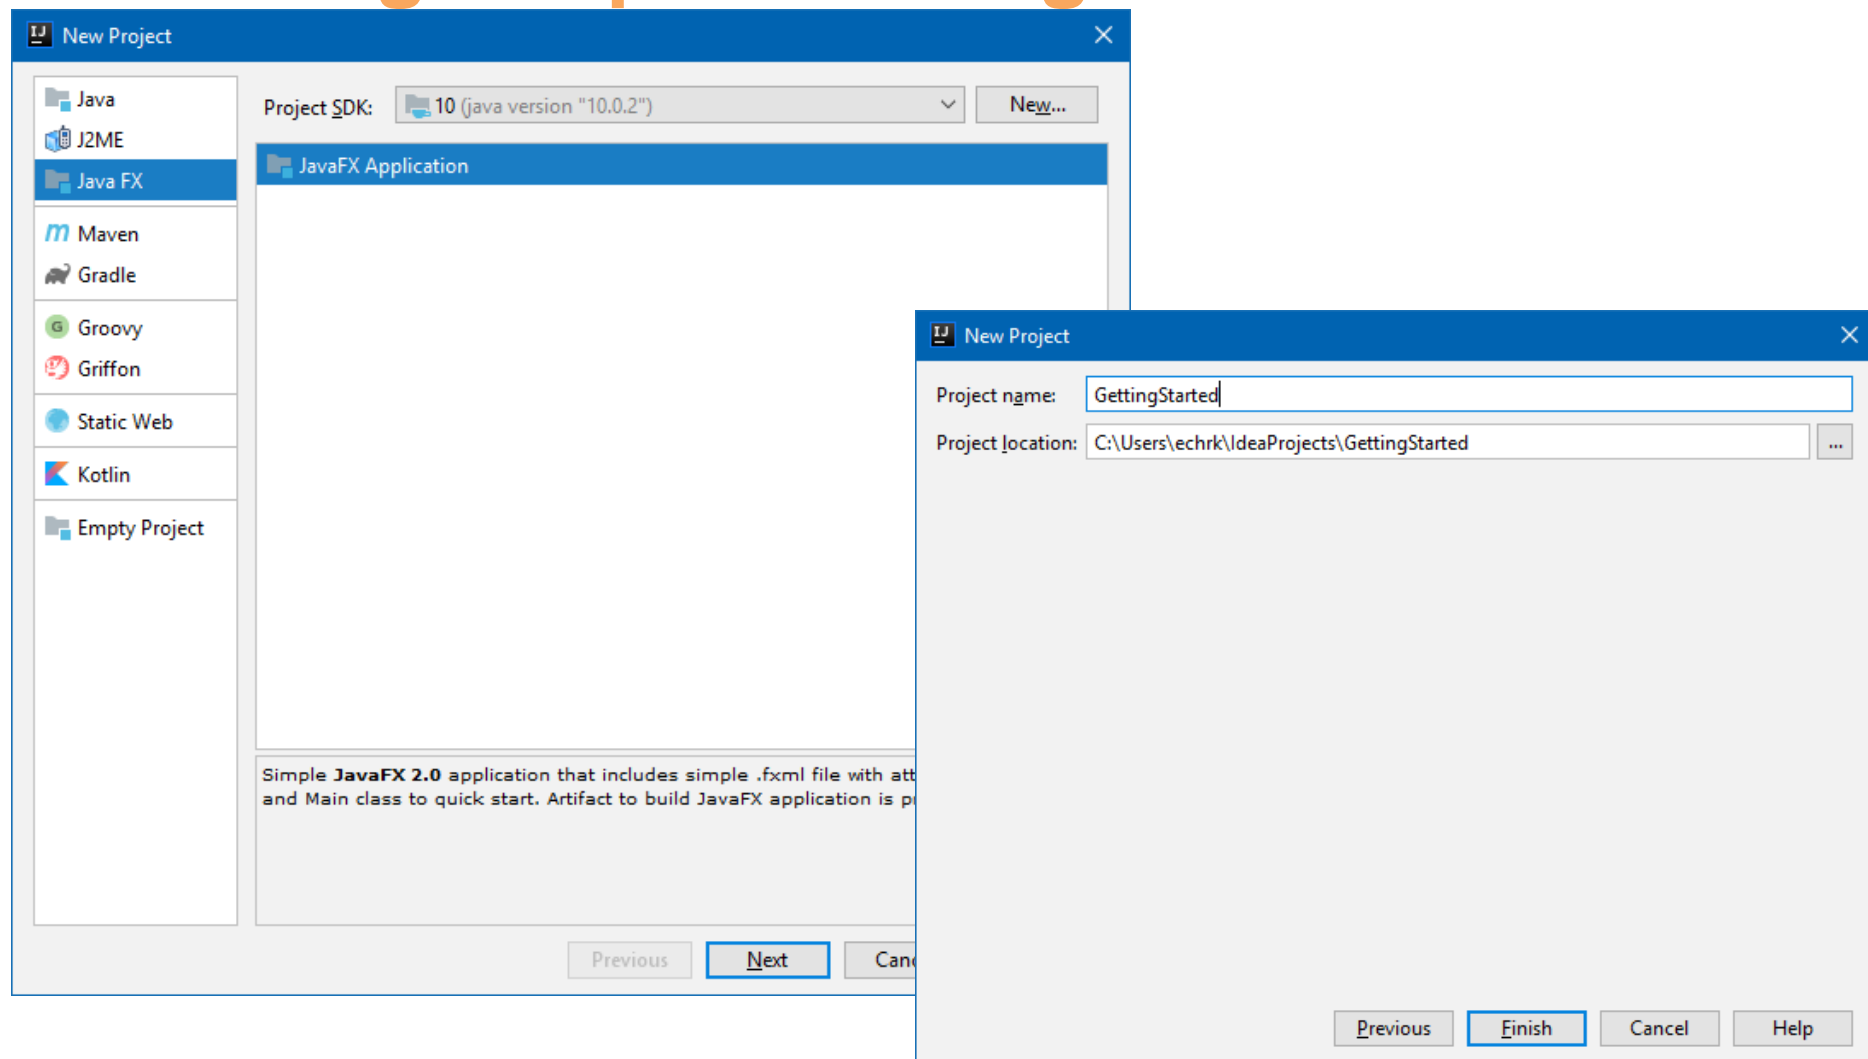 New Project
Java
J2ME
Java FX
Maven
Gradle
Groovy
Griffon
Static Web
Kotlin
Empty Project
Project SDK: 10 (java version "10.0.2") New...
JavaFX Application
Simple JavaFX 2.0 application that includes simple .fxml file with
and Main class to quick start. Artifact to build JavaFX application is
Previous Next
New Project
Project name: GettingStarted
Project location: C:\Users\echrk\IdeaProjects\GettingStarted ...
Previous Finish Cancel Help